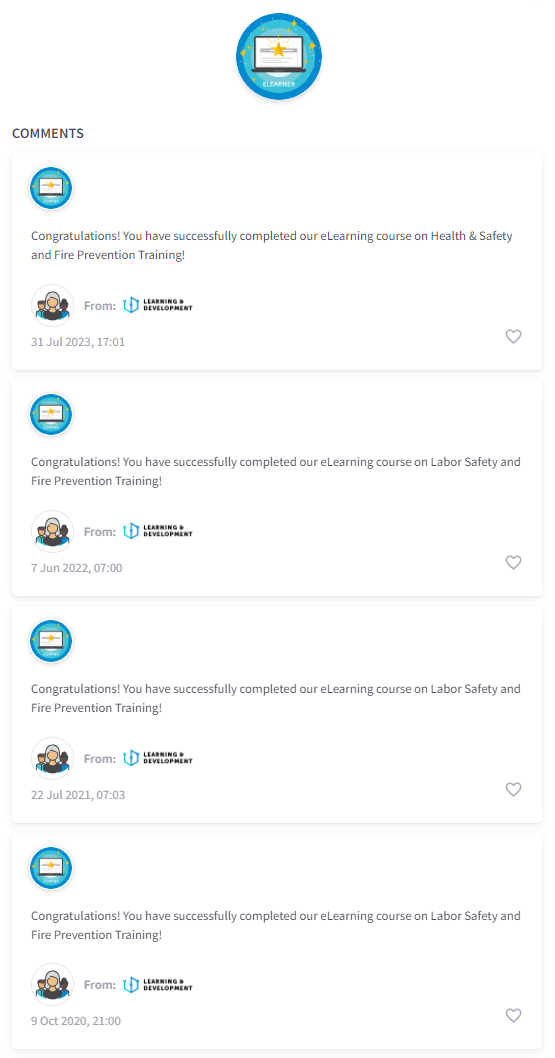 ELEARNER
COMMENTS
Congratulations! You have successfully completed our eLearning course on Health & Safety
and Fire Prevention Training!
From: LEARNING &
DEVELOPMENT
31 Jul 2023, 17:01
Congratulations! You have successfully completed our eLearning course on Labor Safety and
Fire Prevention Training!
From: LEARNING &
DEVELOPMENT
7 Jun 2022, 07:00
Congratulations! You have successfully completed our eLearning course on Labor Safety and
Fire Prevention Training!
From: LEARNING &
DEVELOPMENT
22 Jul 2021, 07:03
Congratulations! You have successfully completed our eLearning course on Labor Safety and
Fire Prevention Training!
From: LEARNING &
DEVELOPMENT
9 Oct 2020, 21:00